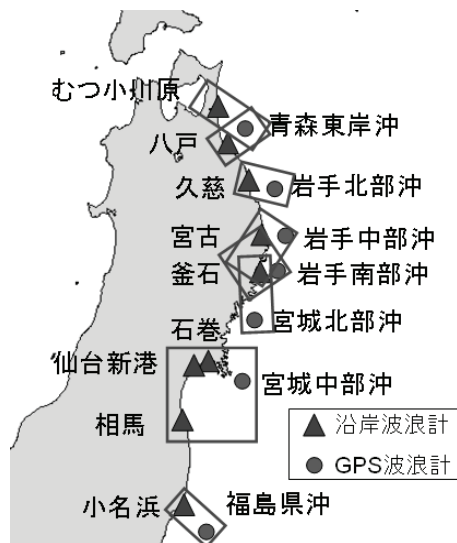 むつ小川原
青森東岸沖
八戸
久慈
岩手北部沖
宮古
岩手中部沖
釜石
岩手南部沖
宮城北部沖
石巻
仙台新港
宮城中部沖
相馬
沿岸波浪計
GPS波浪計
小名浜
福島県沖